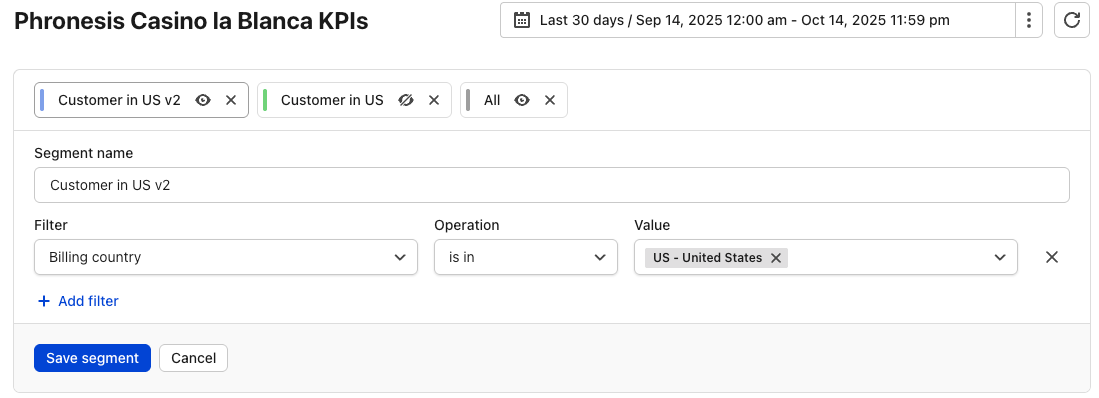 Phronesis Casino la Blanca KPIs
Last 30 days / Sep 14, 2025 12:00 am - Oct 14, 2025 11:59 pm
Customer in US v2
Customer in US
All
Segment name
Customer in US v2
Filter
Operation
Value
Billing country
is in
US - United States
Add filter
Save segment
Cancel